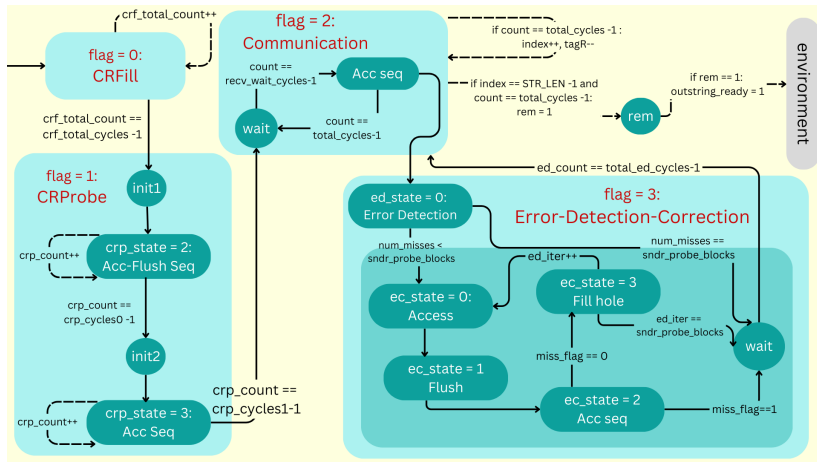 crf_total_count++
flag = 0:
CRFill
crf_total_count ==
crf_total_cycles -1
flag = 1:
CRProbe
init1
crp_state = 2:
Acc-Flush Seq
crp_count++
crp_count ==
crp_cycles0 -1
init2
crp_state = 3:
Acc Seq
crp_count++
crp_count ==
crp_cycles1-1
flag = 2:
Communication
count ==
recv_wait_cycles-1
Acc seq
wait
count ==
total_cycles-1
if count == total_cycles -1 :
index++, tagR--
if index == STR_LEN -1 and
count == total_cycles -1:
rem = 1
rem
if rem == 1:
outstring_ready = 1
environment
ed_count == total_ed_cycles-1
flag = 3:
Error-Detection-Correction
ed_state = 0:
Error Detection
num_misses <
sndr_probe_blocks
num_misses ==
sndr_probe_blocks
ed_iter++
ec_state = 0:
Access
ec_state = 3
Fill hole
ed_iter ==
sndr_probe_blocks
wait
ec_state = 1
Flush
miss_flag == 0
ec_state = 2
Acc seq
miss_flag==1